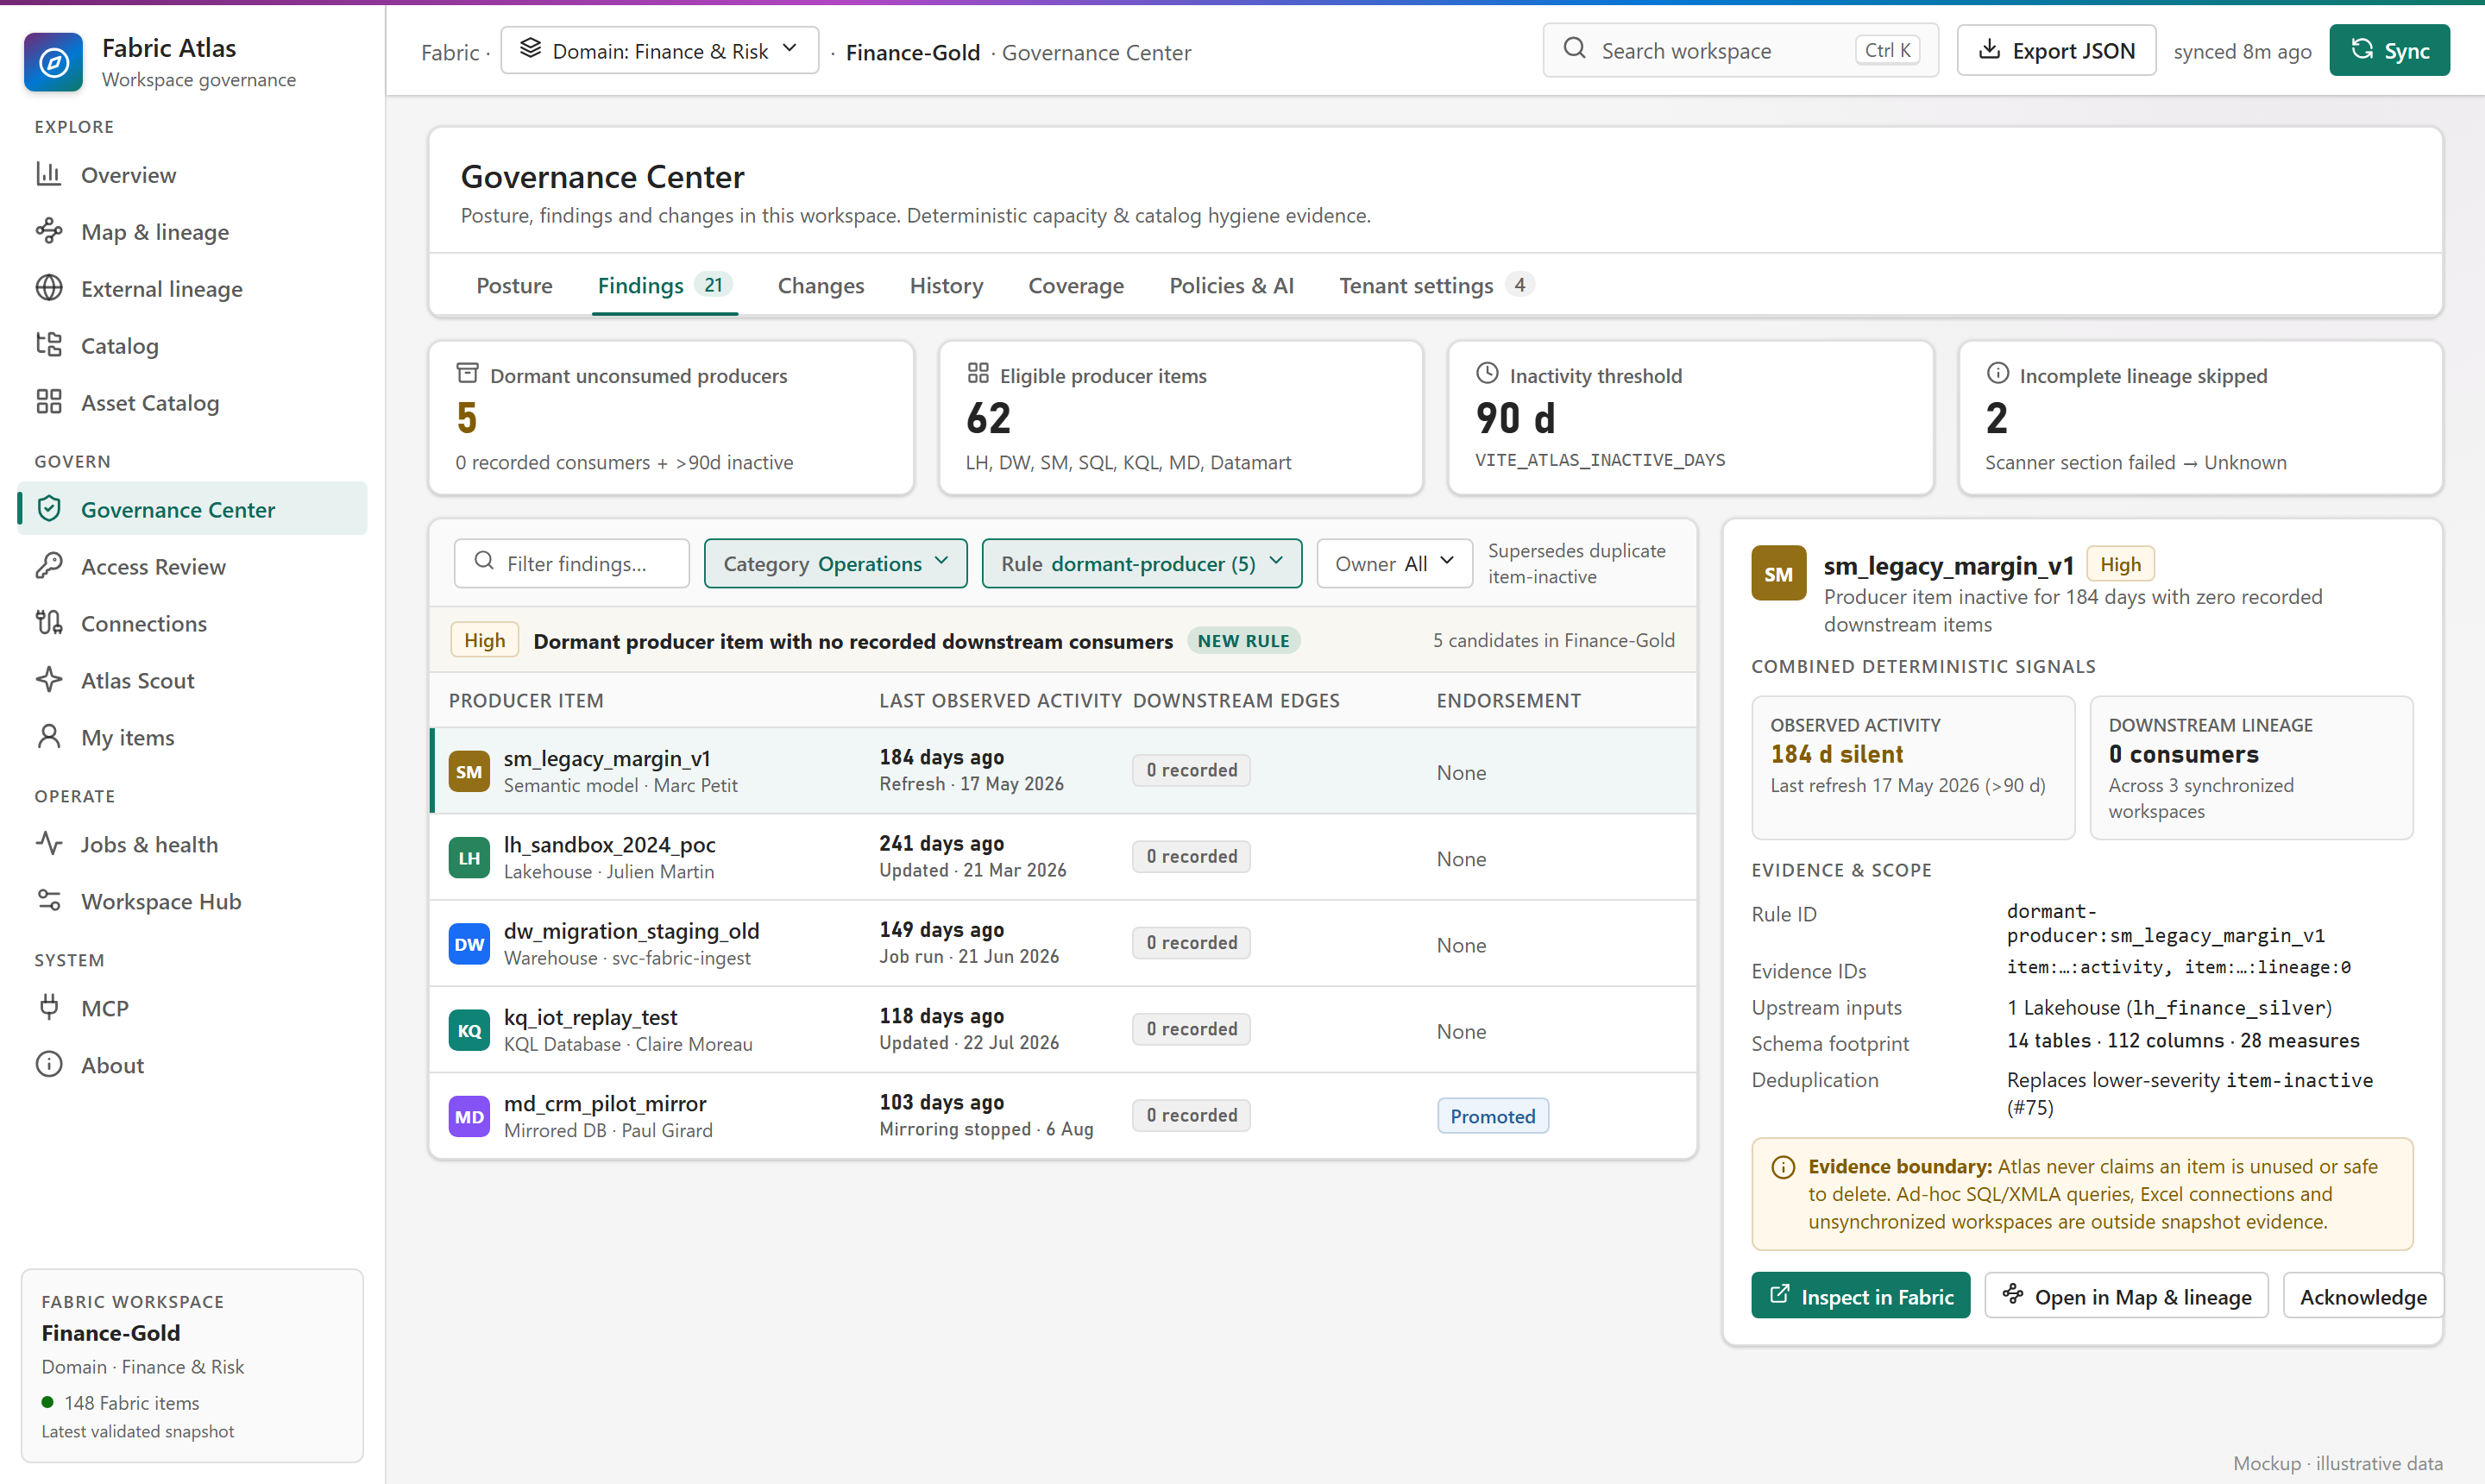 Fabric Atlas
Workspace governance
EXPLORE
Overview
Map & lineage
External lineage
Catalog
Asset Catalog
GOVERN
Governance Center
Access Review
Connections
Atlas Scout
My items
OPERATE
Jobs & health
Workspace Hub
SYSTEM
MCP
About
FABRIC WORKSPACE
Finance-Gold
Domain · Finance & Risk
148 Fabric items
Latest validated snapshot
Fabric · Domain: Finance & Risk · Finance-Gold · Governance Center
Search workspace Ctrl K
Export JSON
synced 8m ago
Sync
Governance Center
Posture, findings and changes in this workspace. Deterministic capacity & catalog hygiene evidence.
Posture Findings 21 Changes History Coverage Policies & AI Tenant settings 4
Dormant unconsumed producers
5
0 recorded consumers + >90d inactive
Eligible producer items
62
LH, DW, SM, SQL, KQL, MD, Datamart
Inactivity threshold
90 d
VITE_ATLAS_INACTIVE_DAYS
Incomplete lineage skipped
2
Scanner section failed → Unknown
Filter findings...
Category Operations
Rule dormant-producer (5)
Owner All
Supersedes duplicate
item-inactive
High Dormant producer item with no recorded downstream consumers NEW RULE 5 candidates in Finance-Gold
PRODUCER ITEM LAST OBSERVED ACTIVITY DOWNSTREAM EDGES ENDORSEMENT
SM sm_legacy_margin_v1 184 days ago 0 recorded None
Semantic model · Marc Petit Refresh · 17 May 2026
LH lh_sandbox_2024_poc 241 days ago 0 recorded None
Lakehouse · Julien Martin Updated · 21 Mar 2026
DW dw_migration_staging_old 149 days ago 0 recorded None
Warehouse · svc-fabric-ingest Job run · 21 Jun 2026
KQ kq_iot_replay_test 118 days ago 0 recorded None
KQL Database · Claire Moreau Updated · 22 Jul 2026
MD md_crm_pilot_mirror 103 days ago 0 recorded Promoted
Mirrored DB · Paul Girard Mirroring stopped · 6 Aug
SM sm_legacy_margin_v1 High
Producer item inactive for 184 days with zero recorded
downstream items
COMBINED DETERMINISTIC SIGNALS
OBSERVED ACTIVITY
184 d silent
Last refresh 17 May 2026 (>90 d)
DOWNSTREAM LINEAGE
0 consumers
Across 3 synchronized
workspaces
EVIDENCE & SCOPE
Rule ID dormant-
producer:sm_legacy_margin_v1
Evidence IDs item:…:activity, item:…:lineage:0
Upstream inputs 1 Lakehouse (lh_finance_silver)
Schema footprint 14 tables · 112 columns · 28 measures
Deduplication Replaces lower-severity item-inactive
(#75)
Evidence boundary: Atlas never claims an item is unused or safe
to delete. Ad-hoc SQL/XMLA queries, Excel connections and
unsynchronized workspaces are outside snapshot evidence.
Inspect in Fabric
Open in Map & lineage
Acknowledge
Mockup · illustrative data